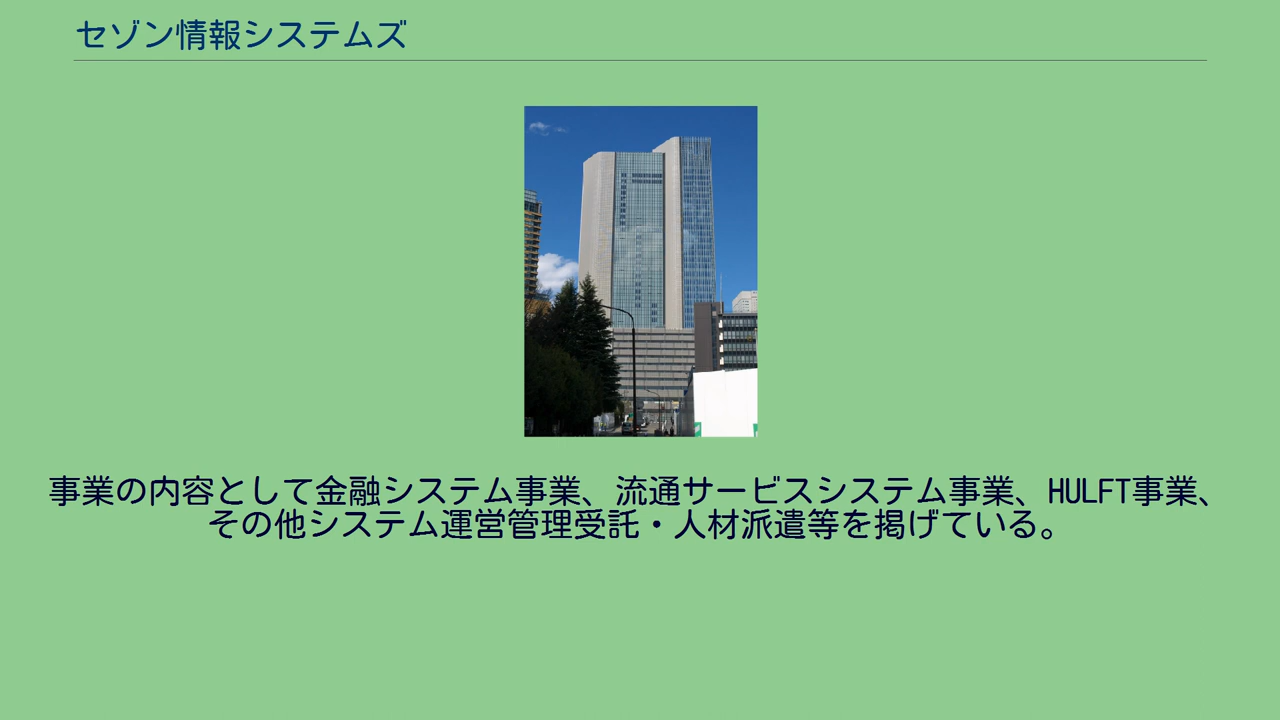 セゾン情報システムズ
事業の内容として金融システム事業、流通サービスシステム事業、HULFT事業、
その他システム運営管理受託・人材派遣等を掲げている。